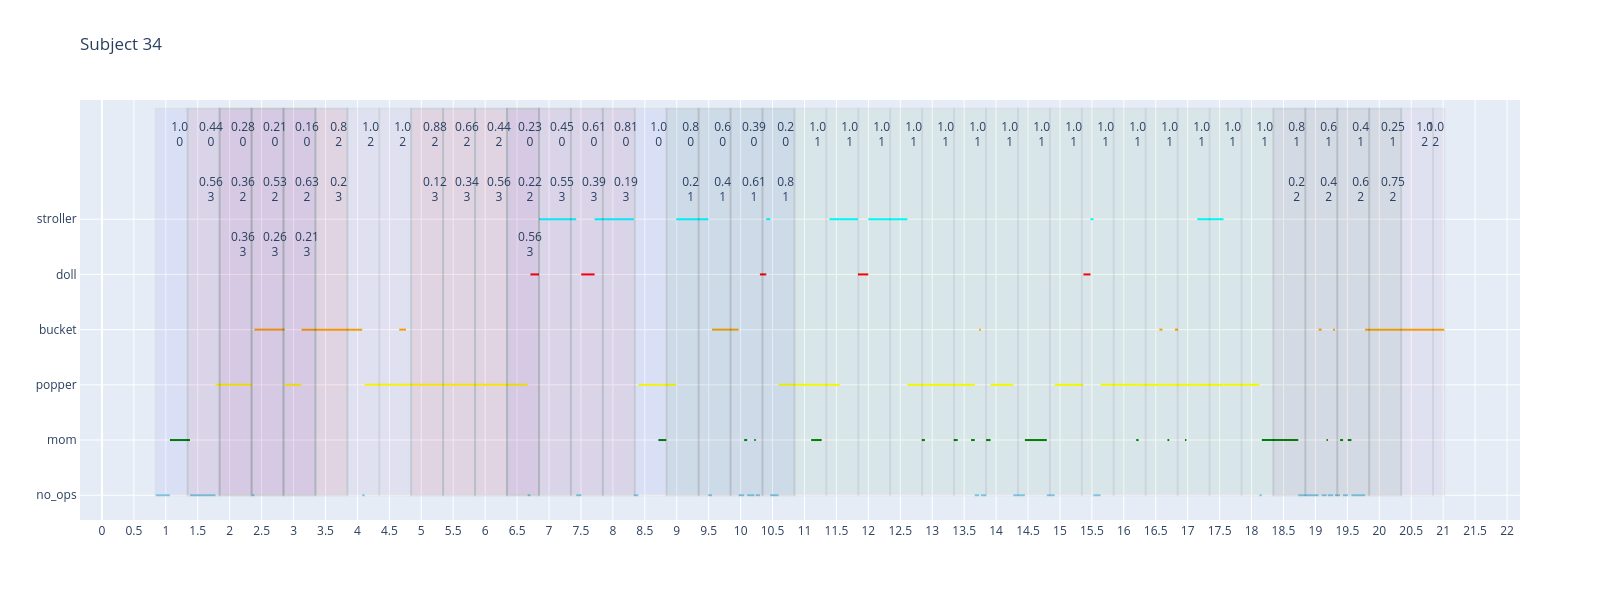 Subject 34
1.0 0.44 0.28 0.21 0.16 0.8 1.0 1.0 0.88 0.66 0.44 0.23 0.45 0.61 0.81 1.0 0.8 0.6 0.39 0.2 1.0 1.0 1.0 1.0 1.0 1.0 1.0 1.0 1.0 1.0 1.0 1.0 1.0 1.0 1.0 0.8 0.6 0.4 0.25 1.0 1.0
0 0 0 0 0 2 2 2 2 2 2 0 0 0 0 0 0 0 0 0 1 1 1 1 1 1 1 1 1 1 1 1 1 1 1 1 1 1 1 2 2
0.56 0.36 0.53 0.63 0.2 0.12 0.34 0.56 0.22 0.55 0.39 0.19 0.2 0.4 0.61 0.8 0.2 0.4 0.6 0.75
3 2 2 2 3 3 3 3 2 3 3 3 1 1 1 1 2 2 2 2
stroller
0.36 0.26 0.21 0.56
3 3 3 3
doll
bucket
popper
mom
no_ops
0 0.5 1 1.5 2 2.5 3 3.5 4 4.5 5 5.5 6 6.5 7 7.5 8 8.5 9 9.5 10 10.5 11 11.5 12 12.5 13 13.5 14 14.5 15 15.5 16 16.5 17 17.5 18 18.5 19 19.5 20 20.5 21 21.5 22